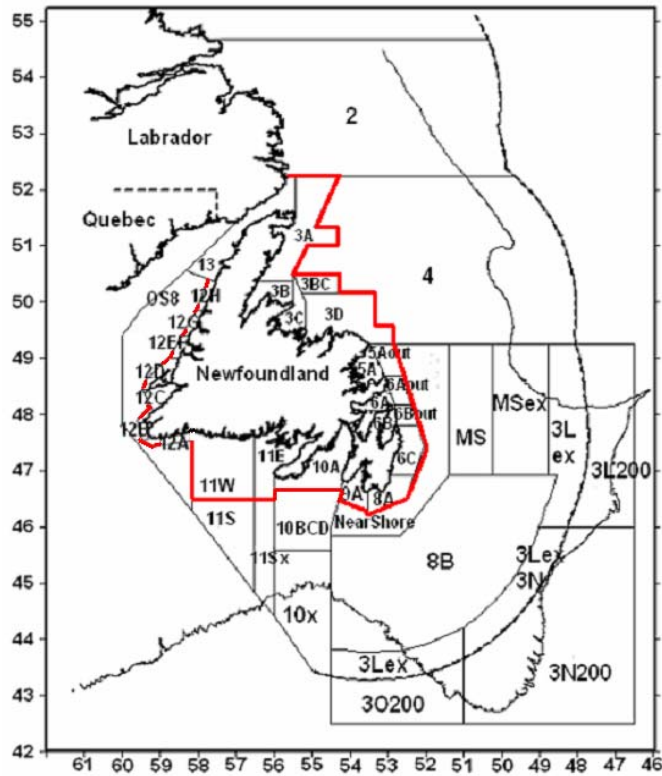 55
54
53
52
51
50
49
48
47
46
45
44
43
42
2
Labrador
Quebec
3A
4
13
OS8
12H
3B
3BC
3C
3D
12G
12F
5Aout
5A
12D
Newfoundland
6Aout
12C
6A
6Bout
MSex
12B
12A
6B
MS
3L
ex
11E
10A
6C
3L200
11W
9A
8A
11S
10BCD
NearShore
11Sx
8B
3Lex
3N
10x
3Lex
3O200
3N200
61 60 59 58 57 56 55 54 53 52 51 50 49 48 47 46